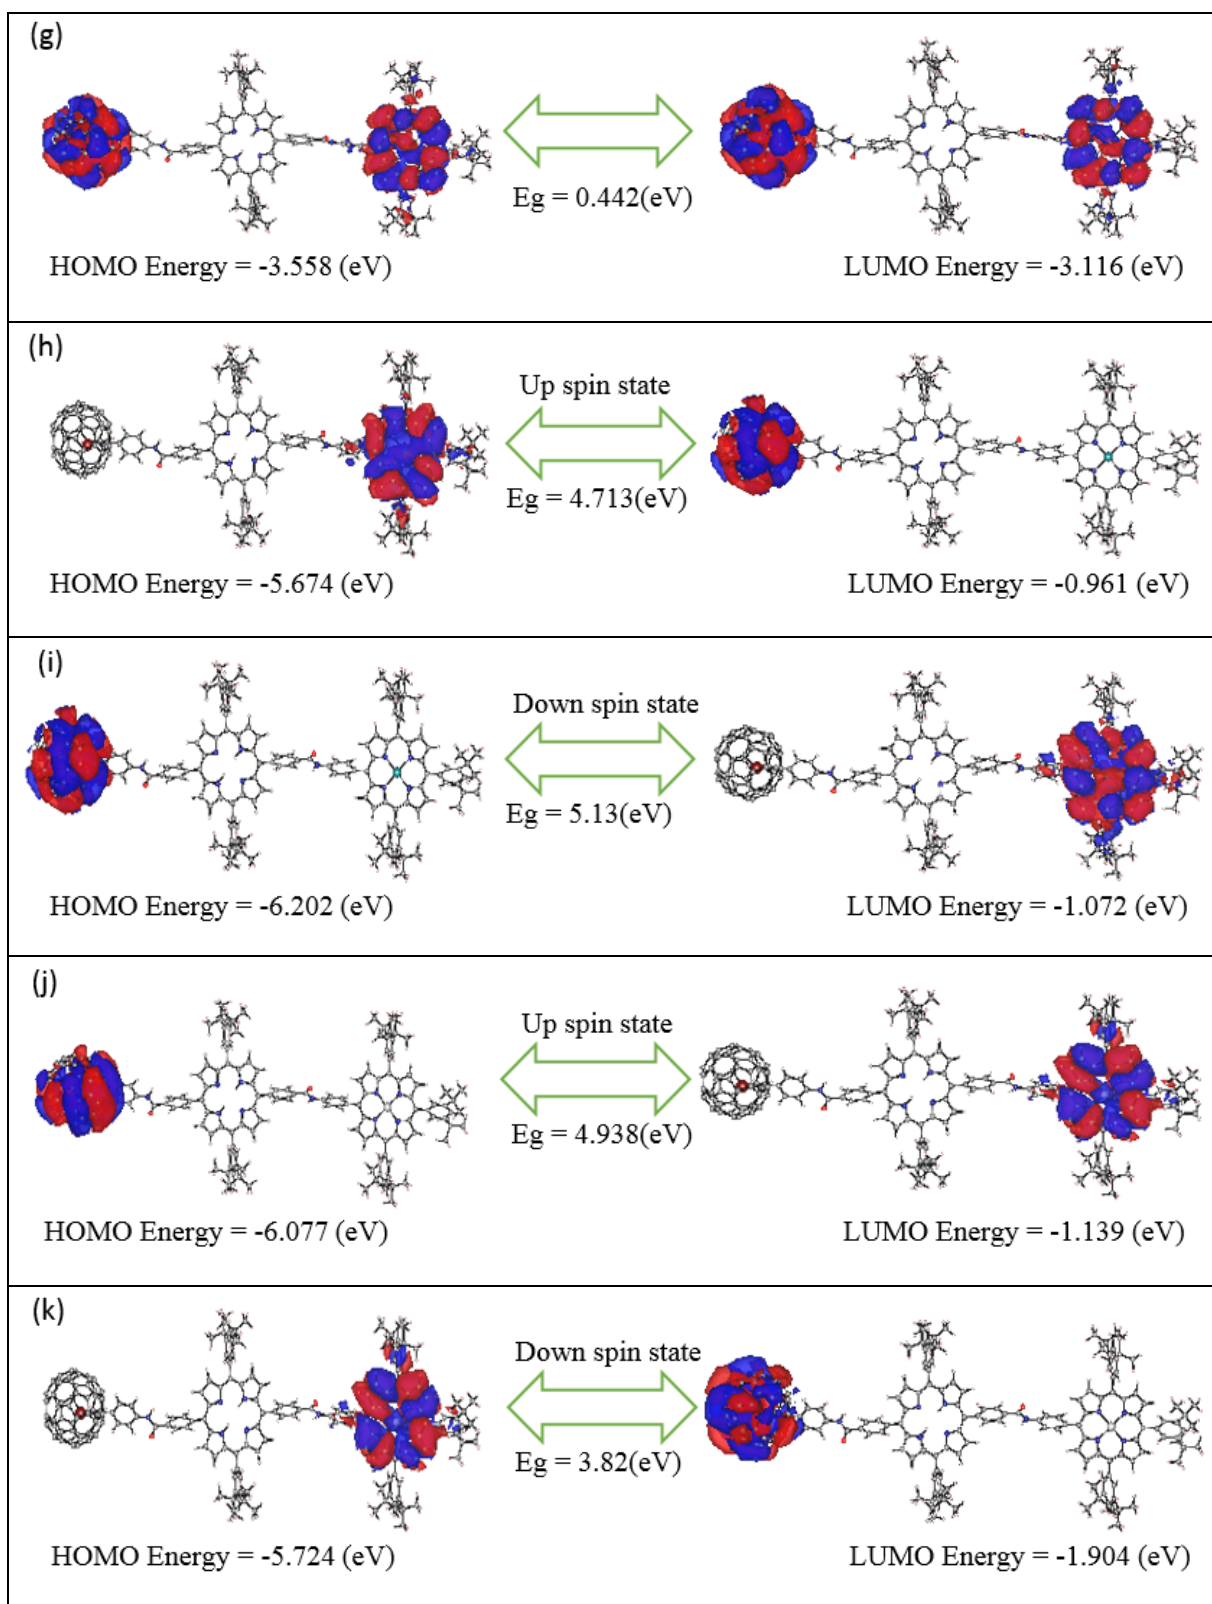 (g)
Eg = 0.442(eV)
HOMO Energy = -3.558 (eV)
LUMO Energy = -3.116 (eV)
(h)
Up spin state
Eg = 4.713(eV)
HOMO Energy = -5.674 (eV)
LUMO Energy = -0.961 (eV)
(i)
Down spin state
Eg = 5.13(eV)
HOMO Energy = -6.202 (eV)
LUMO Energy = -1.072 (eV)
(j)
Up spin state
Eg = 4.938(eV)
HOMO Energy = -6.077 (eV)
LUMO Energy = -1.139 (eV)
(k)
Down spin state
Eg = 3.82(eV)
HOMO Energy = -5.724 (eV)
LUMO Energy = -1.904 (eV)